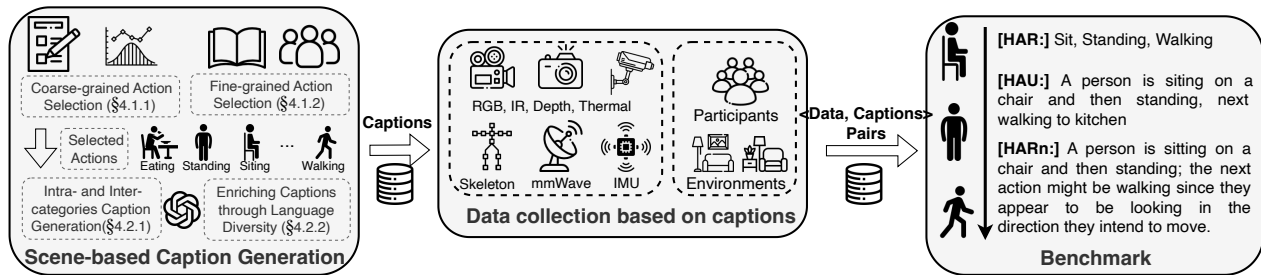 Coarse-grained Action
Selection (§4.1.1)
Fine-grained Action
Selection (§4.1.2)
Selected
Actions
Eating Standing Siting ... Walking
Intra- and Inter-
categories Caption
Generation(§4.2.1)
Enriching Captions
through Language
Diversity (§4.2.2)
Scene-based Caption Generation
Captions
RGB, IR, Depth, Thermal
Skeleton mmWave IMU
Participants
Environments
Data collection based on captions
<Data, Captions>
Pairs
[HAR:] Sit, Standing, Walking
[HAU:] A person is siting on a
chair and then standing, next
walking to kitchen
[HARn:] A person is sitting on a
chair and then standing; the next
action might be walking since they
appear to be looking in the
direction they intend to move.
Benchmark